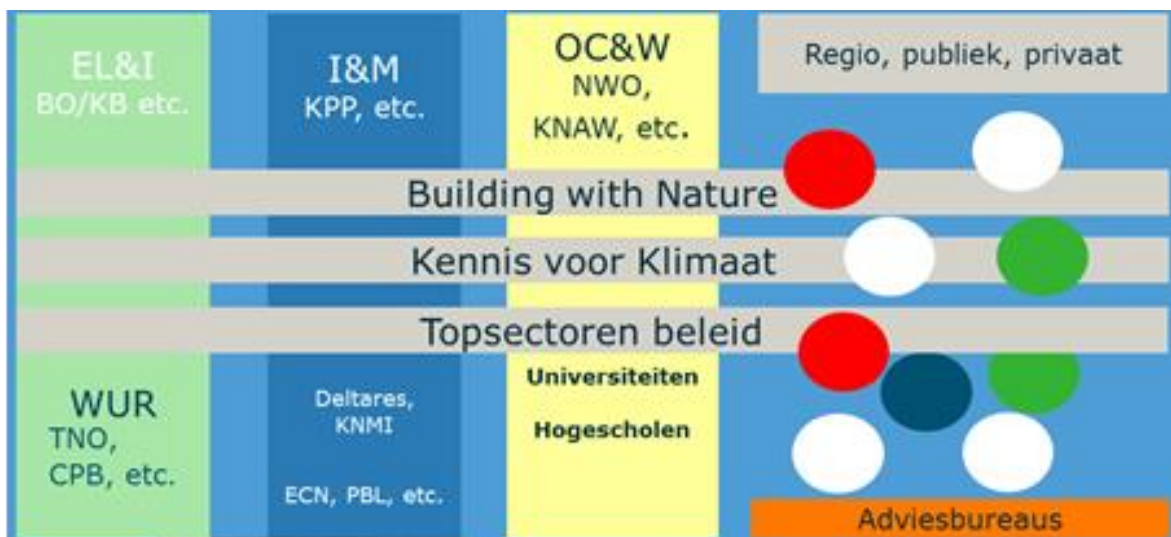 EL&I
BO/KB etc.
I&M
KPP, etc.
OC&W
NWO,
KNAW, etc.
Regio, publiek, privaat
Building with Nature
Kennis voor Klimaat
Topsectoren beleid
WUR
TNO,
CPB, etc.
Deltares,
KNMI
ECN, PBL, etc.
Universiteiten
Hogescholen
Adviesbureaus